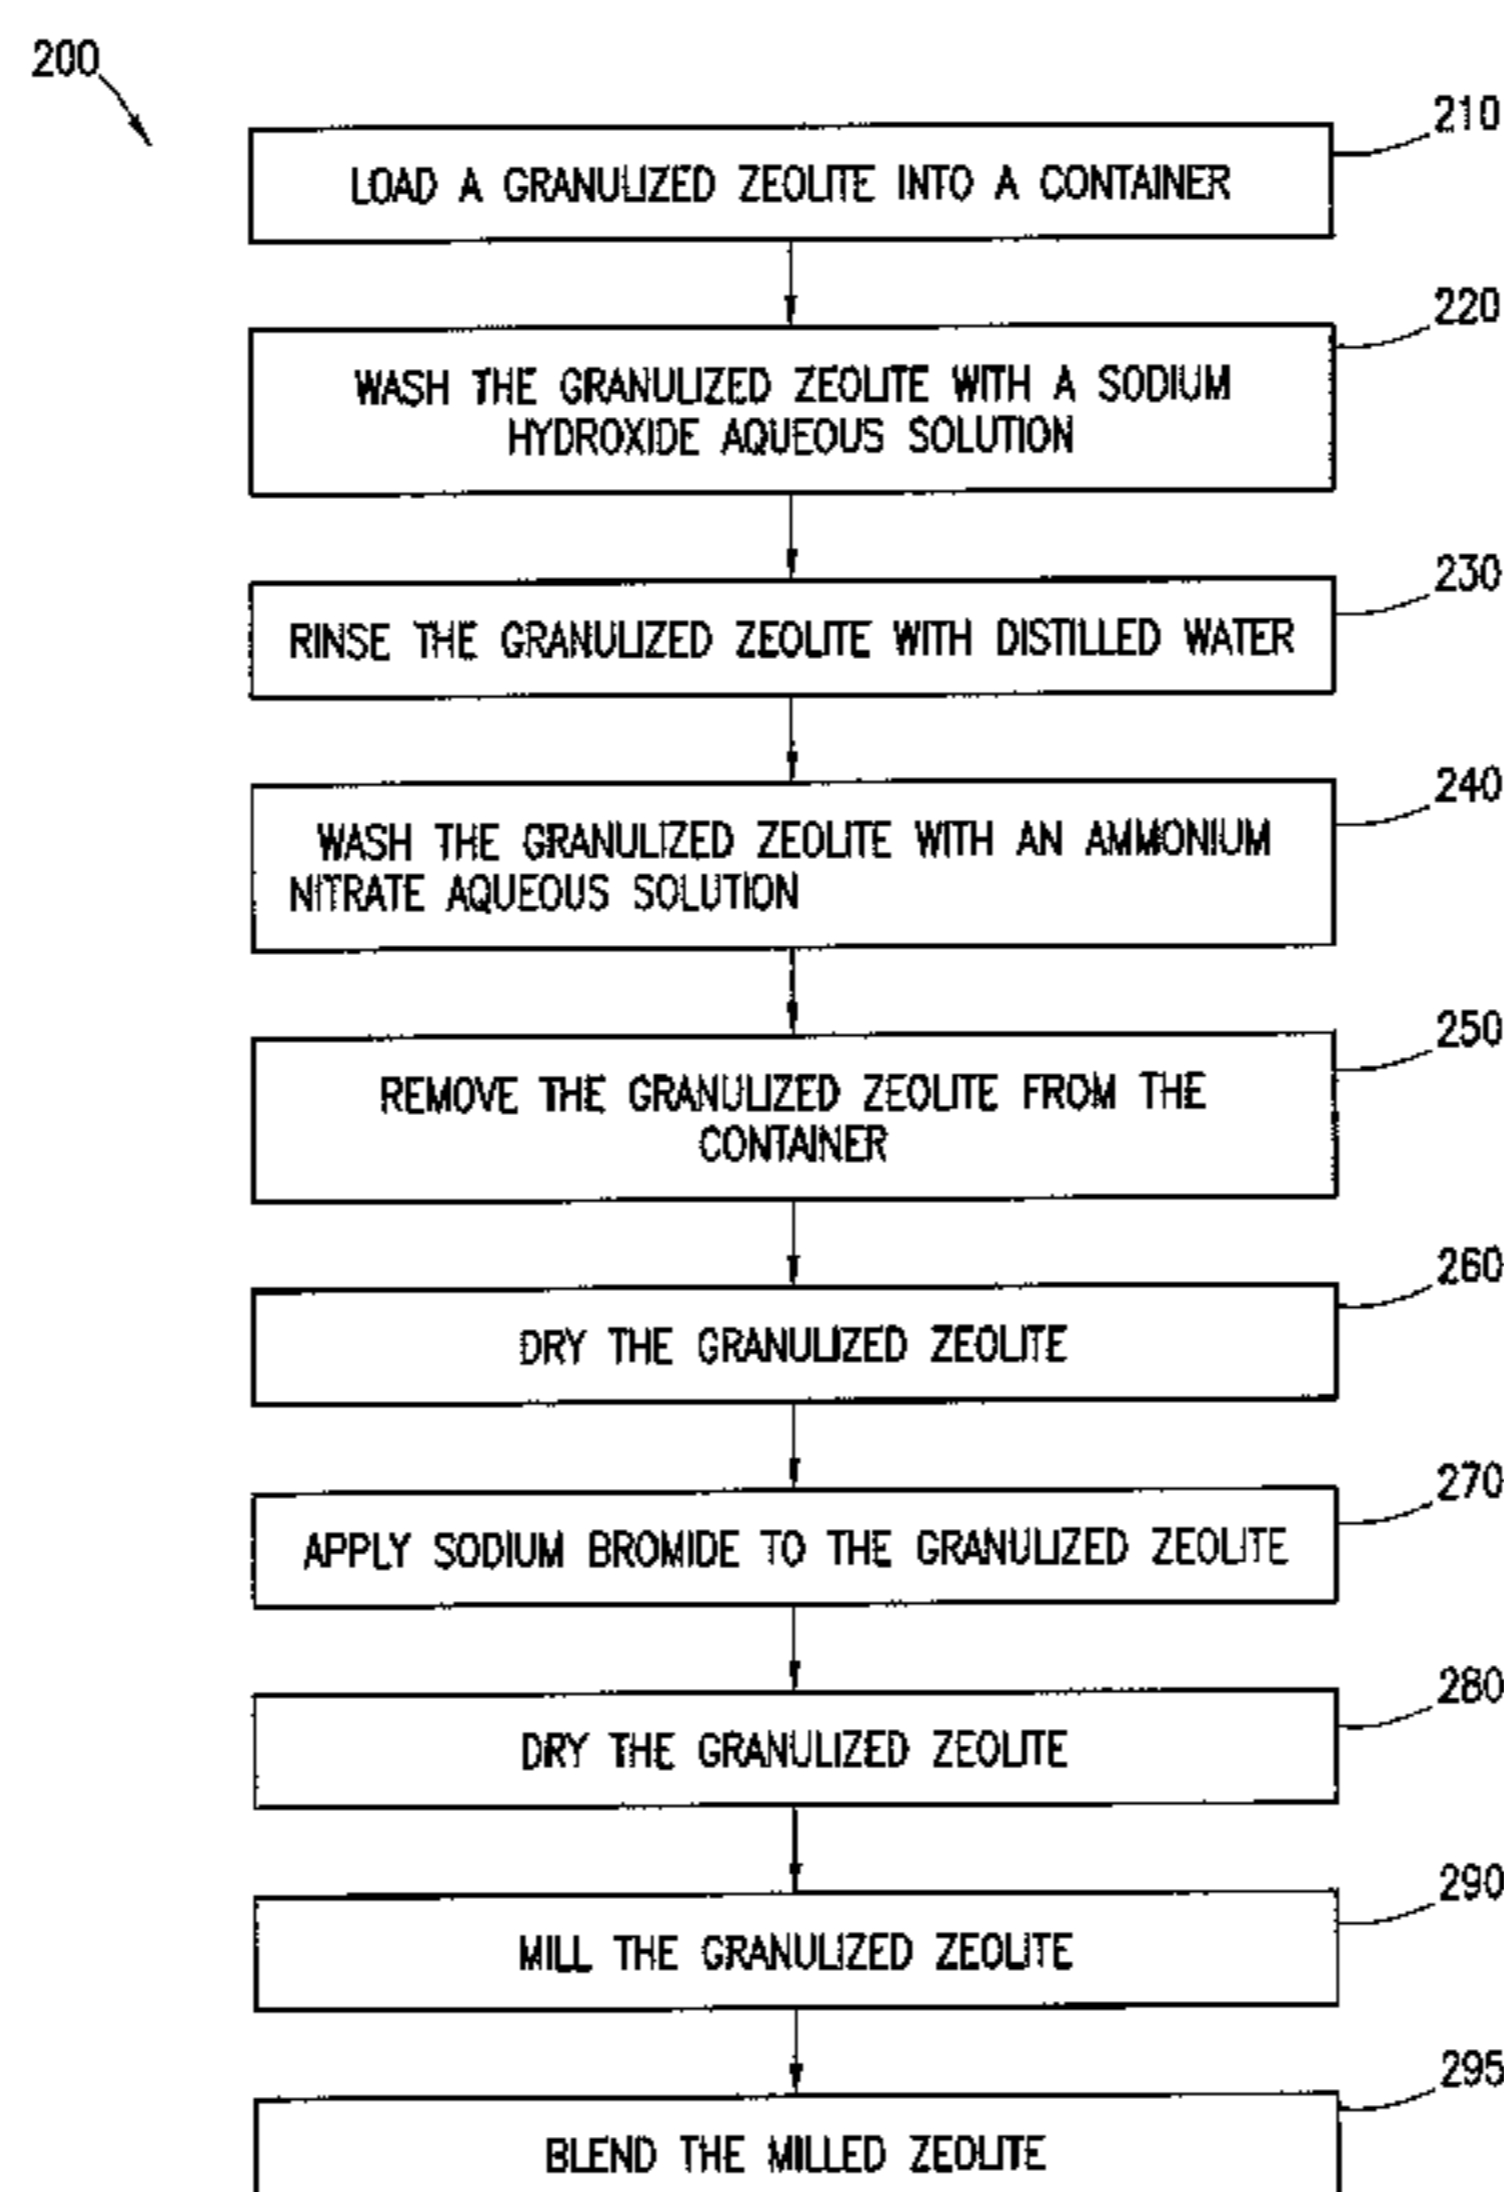 200
210
LOAD A GRANULIZED ZEOLITE INTO A CONTAINER
220
WASH THE GRANULIZED ZEOLITE WITH A SODIUM
HYDROXIDE AQUEOUS SOLUTION
230
RINSE THE GRANULIZED ZEOLITE WITH DISTILLED WATER
240
WASH THE GRANULIZED ZEOLITE WITH AN AMMONIUM
NITRATE AQUEOUS SOLUTION
250
REMOVE THE GRANULIZED ZEOLITE FROM THE
CONTAINER
260
DRY THE GRANULIZED ZEOLITE
270
APPLY SODIUM BROMIDE TO THE GRANULIZED ZEOLITE
280
DRY THE GRANULIZED ZEOLITE
290
MILL THE GRANULIZED ZEOLITE
295
BLEND THE MILLED ZEOLITE